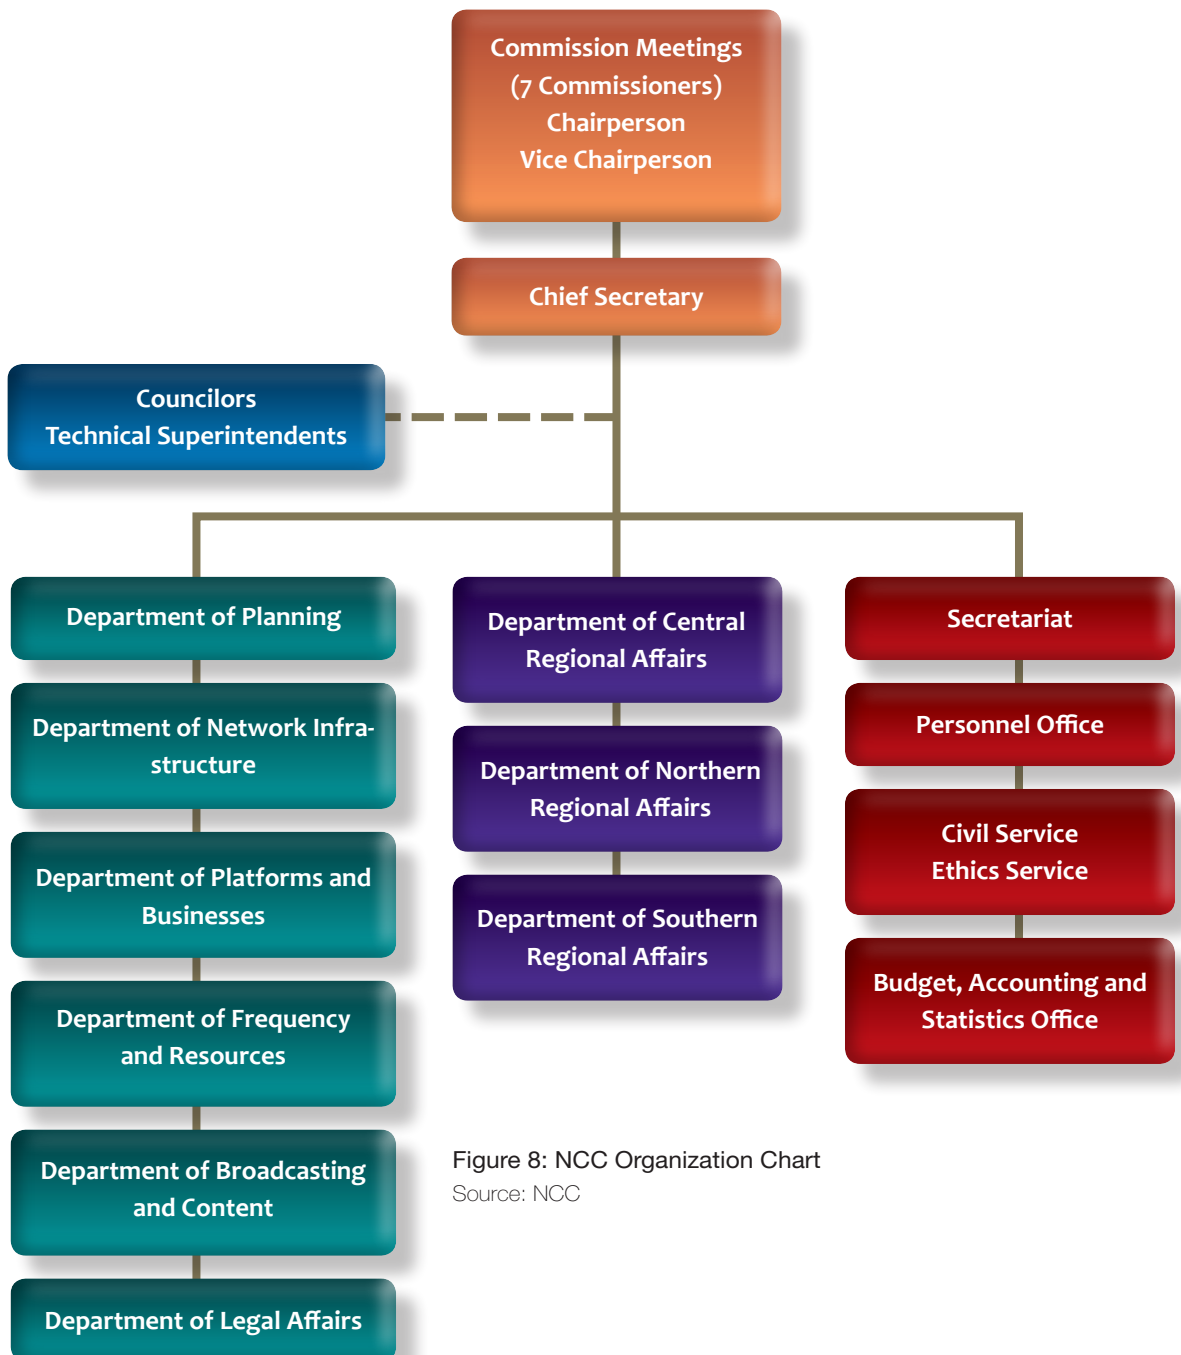 Commission Meetings
(7 Commissioners)
Chairperson
Vice Chairperson
Chief Secretary
Councilors
Technical Superintendents
Department of Planning
Department of Network Infra-
structure
Department of Platforms and
Businesses
Department of Frequency
and Resources
Department of Broadcasting
and Content
Department of Legal Affairs
Department of Central
Regional Affairs
Department of Northern
Regional Affairs
Department of Southern
Regional Affairs
Secretariat
Personnel Office
Civil Service
Ethics Service
Budget, Accounting and
Statistics Office
Figure 8: NCC Organization Chart
Source: NCC